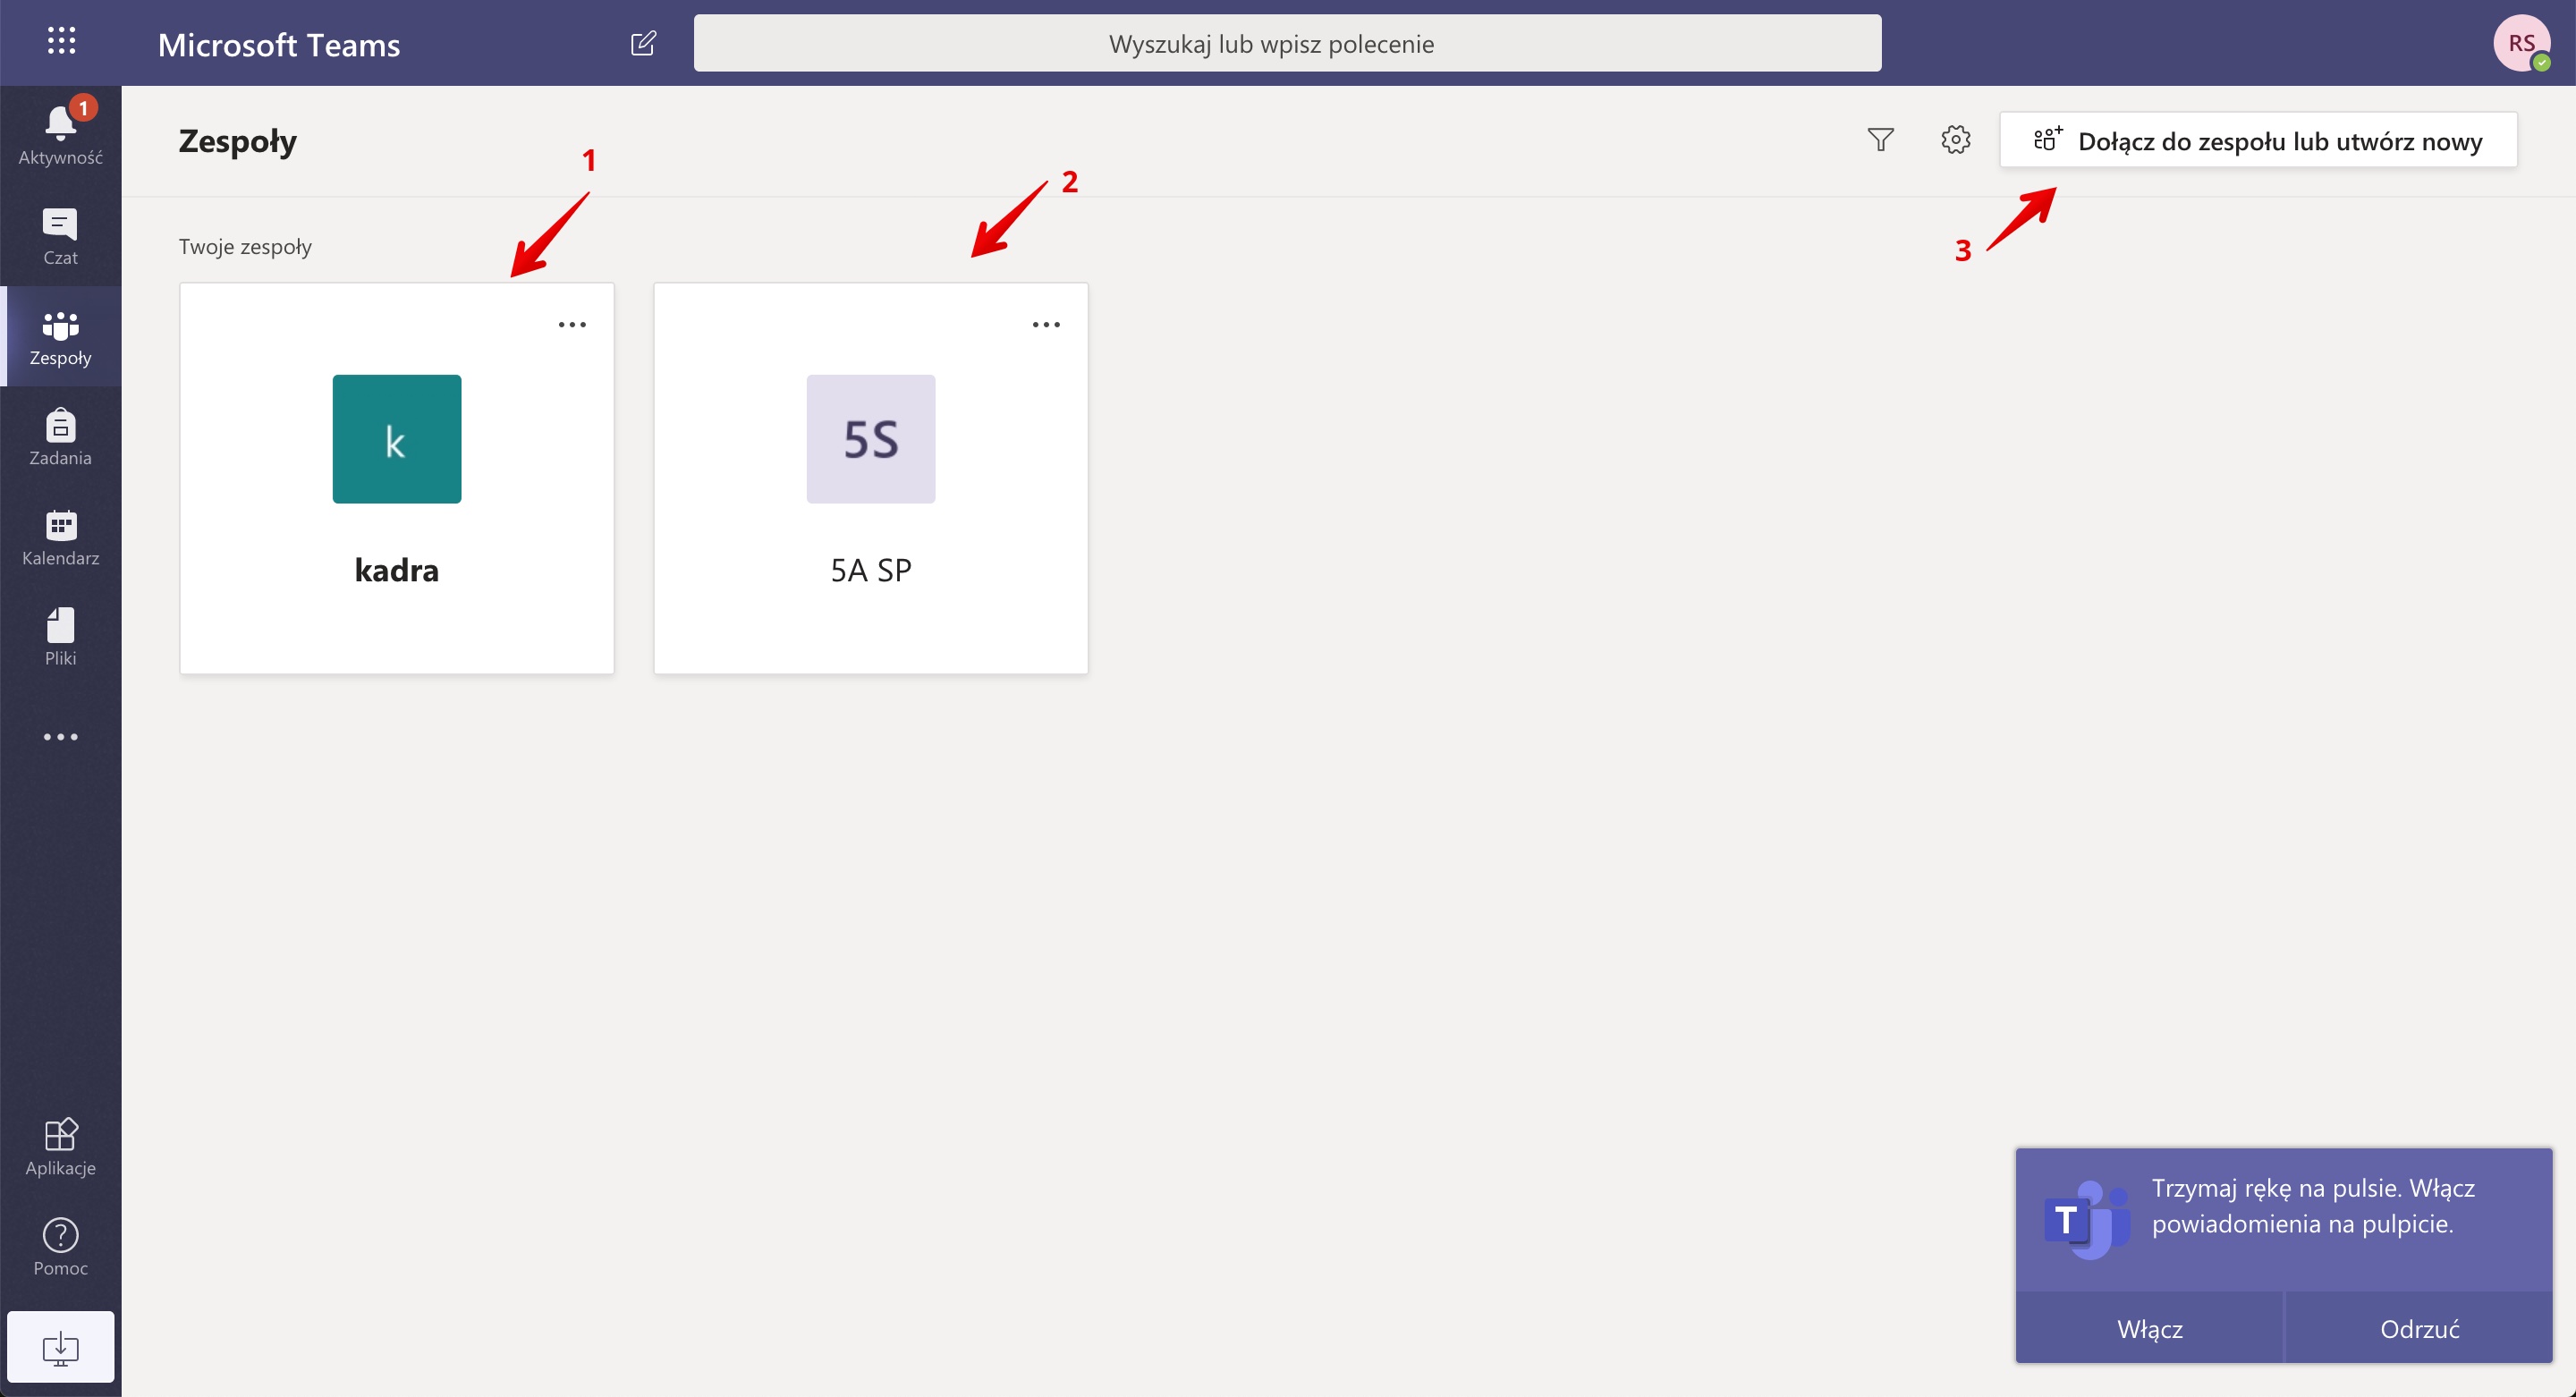 Microsoft Teams
Wyszukaj lub wpisz polecenie
RS
1
Aktywność
Czat
Zespoły
Zadania
Kalendarz
Pliki
Aplikacje
Pomoc
Zespoły
Dołącz do zespołu lub utwórz nowy
1
2
3
Twoje zespoły
k
kadra
5S
5A SP
T
Trzymaj rękę na pulsie. Włącz
powiadomienia na pulpicie.
Włącz
Odrzuć